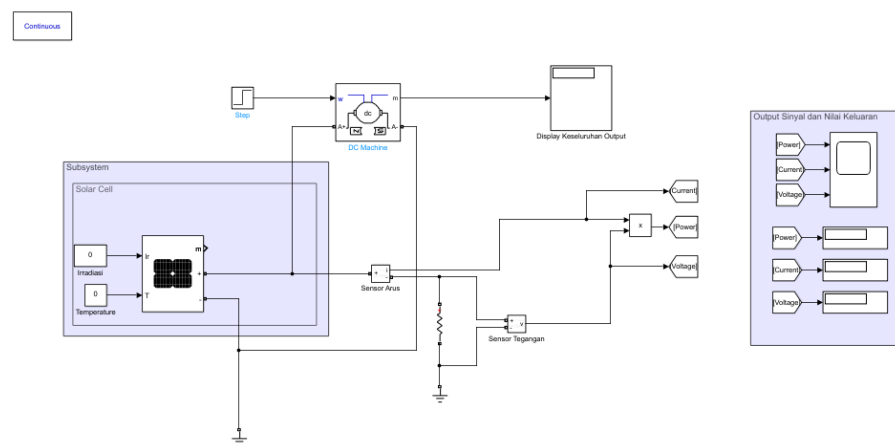 Continuous
Step
w
m
dc
A+
N
S
A-
DC Machine
Display Keseluruhan Output
Output Sinyal dan Nilai Keluaran
[Power]
[Current]
[Voltage]
[Power]
[Current]
[Voltage]
Subsystem
Solar Cell
0
Irradiasi
0
Temperature
Ir
T
m
+
-
+
i
-
Sensor Arus
[Current]
x
[Power]
[Voltage]
+
-
v
Sensor Tegangan